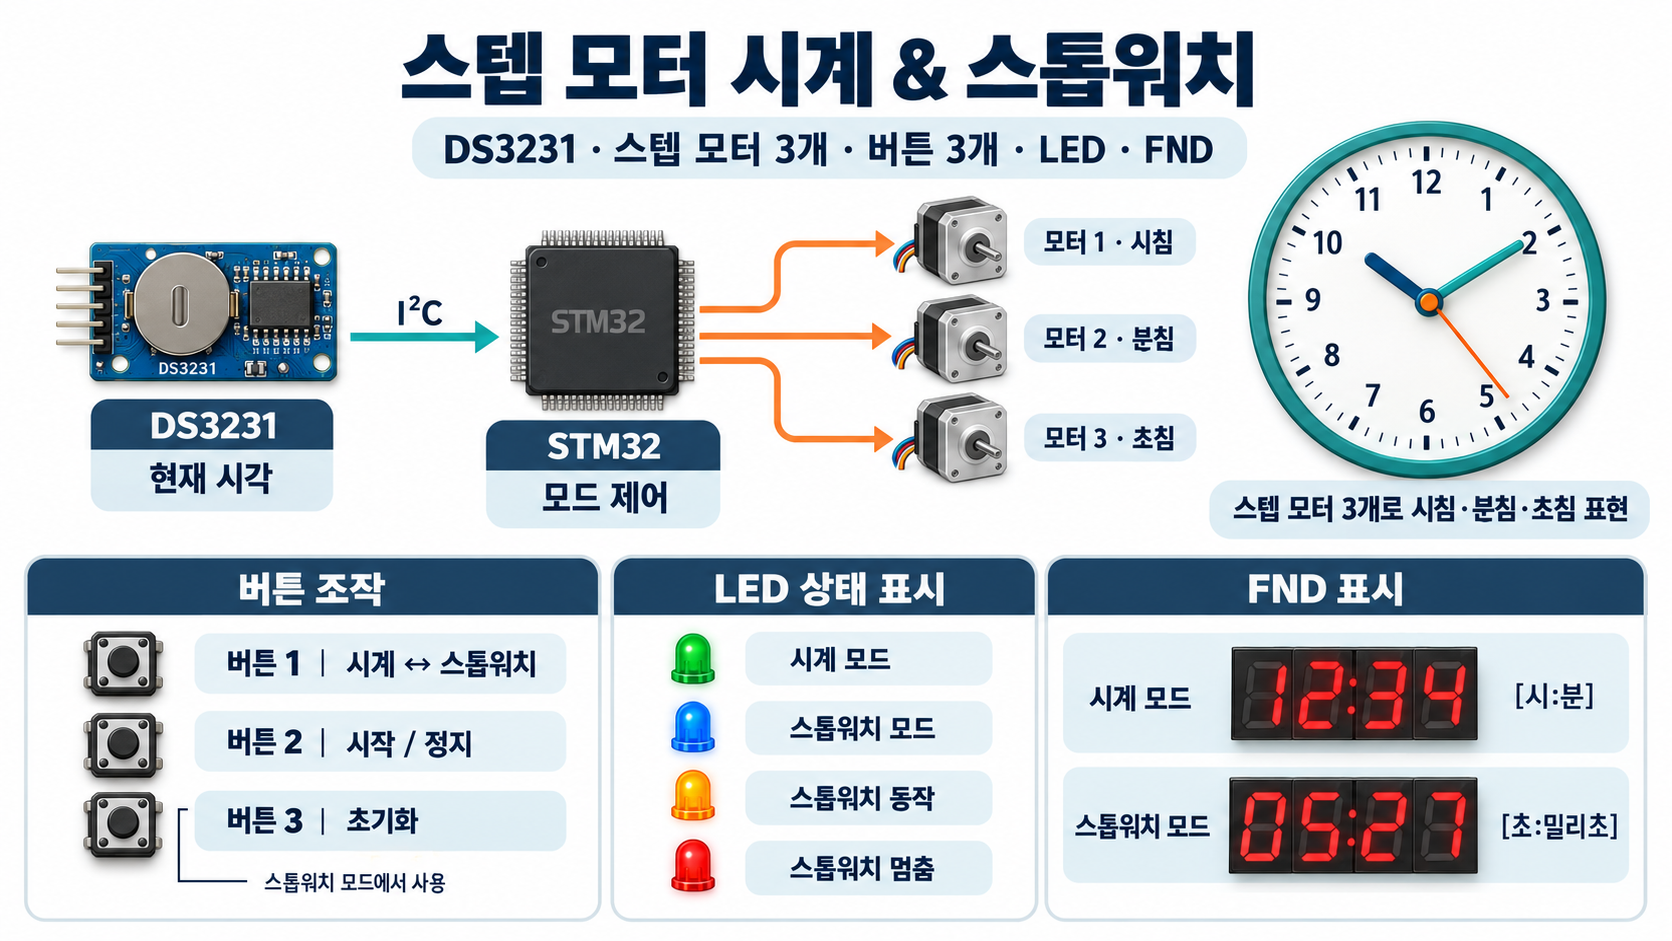 스텝 모터 시계 & 스톱워치
DS3231 · 스텝 모터 3개 · 버튼 3개 · LED · FND
DS3231
I²C
STM32
모터 1 · 시침
모터 2 · 분침
모터 3 · 초침
12
1
2
3
4
5
6
7
8
9
10
11
DS3231
현재 시각
STM32
모드 제어
스텝 모터 3개로 시침·분침·초침 표현
버튼 조작
버튼 1 | 시계 ↔ 스톱워치
버튼 2 | 시작 / 정지
버튼 3 | 초기화
스톱워치 모드에서 사용
LED 상태 표시
시계 모드
스톱워치 모드
스톱워치 동작
스톱워치 멈춤
FND 표시
시계 모드 12:34 [시:분]
스톱워치 모드 05:27 [초:밀리초]